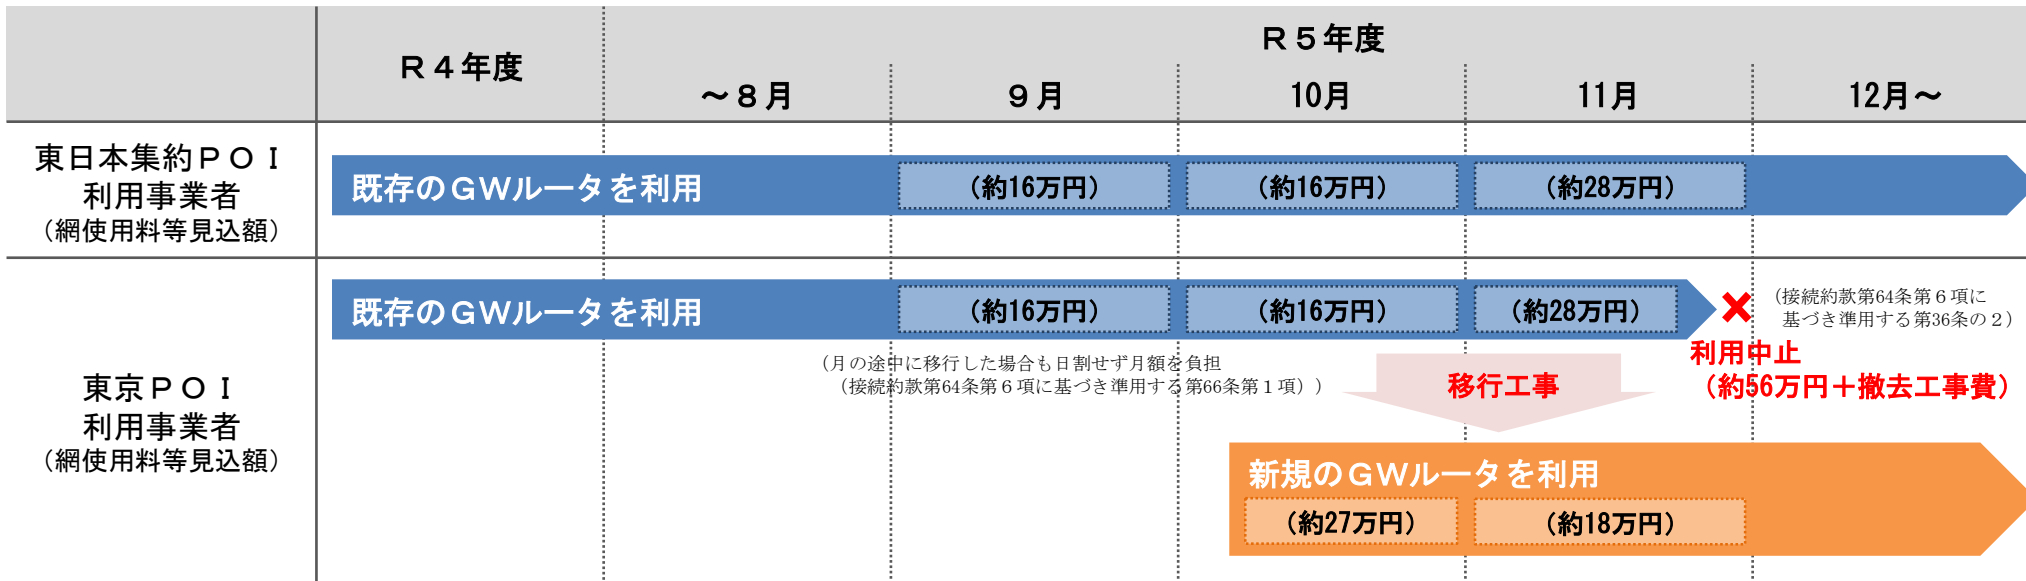 R4年度
R5年度
～8月
9月
10月
11月
12月～
東日本集約POI
利用事業者
（網使用料等見込額）
既存のGWルータを利用
（約16万円）
（約16万円）
（約28万円）
東京POI
利用事業者
（網使用料等見込額）
既存のGWルータを利用
（約16万円）
（約16万円）
（約28万円）
（接続約款第64条第6項に
基づき準用する第36条の2）
利用中止
（約56万円＋撤去工事費）
（月の途中に移行した場合も日割せず月額を負担
（接続約款第64条第6項に基づき準用する第66条第1項））
移行工事
新規のGWルータを利用
（約27万円）
（約18万円）